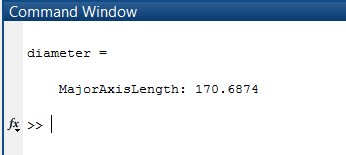 Command Window
diameter =
MajorAxisLength: 170.6874
fx >>